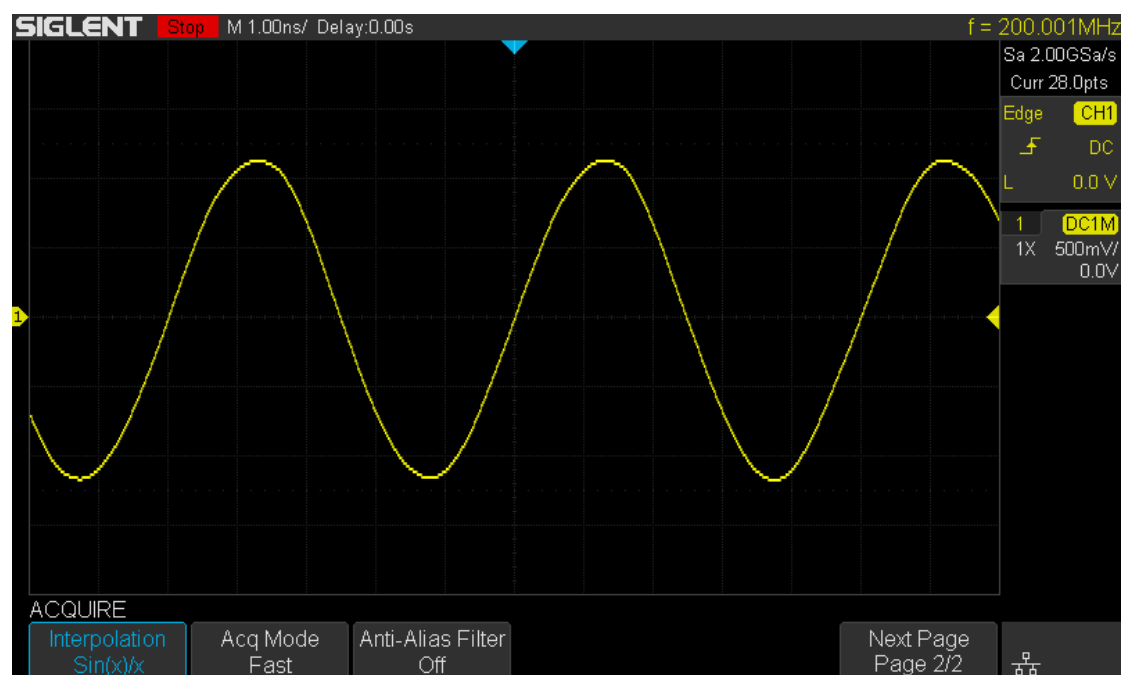 SIGLENT Stop M 1.00ns/ Delay:0.00s f = 200.001MHz
Sa 2.00GSa/s
Curr 28.0pts
Edge CH1
DC
L 0.0 V
1 DC1M
1X 500mV/
0.0V
1
ACQUIRE
Interpolation Acq Mode Anti-Alias Filter Next Page
Sin(x)/x Fast Off Page 2/2